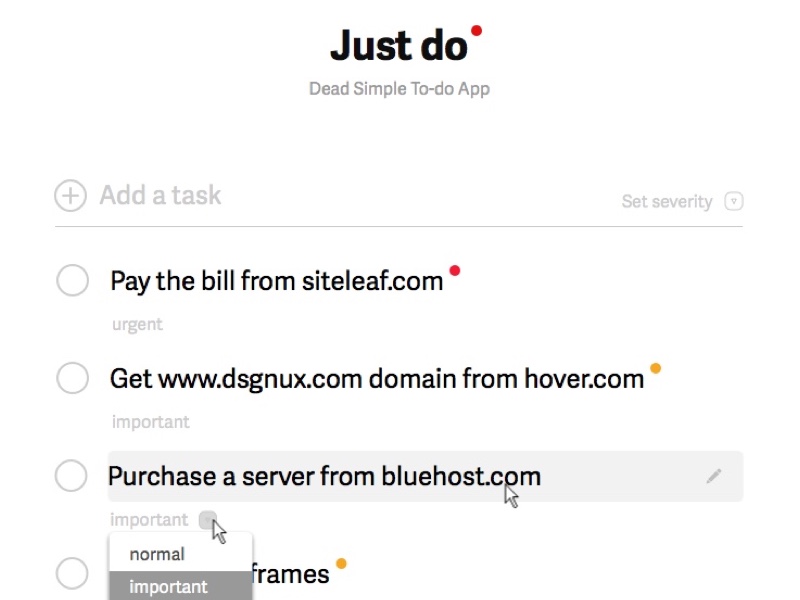 Just do
Dead Simple To-do App
Add a task
Set severity
Pay the bill from siteleaf.com
urgent
Get www.dsgnux.com domain from hover.com
important
Purchase a server from bluehost.com
important
normal
frames
important